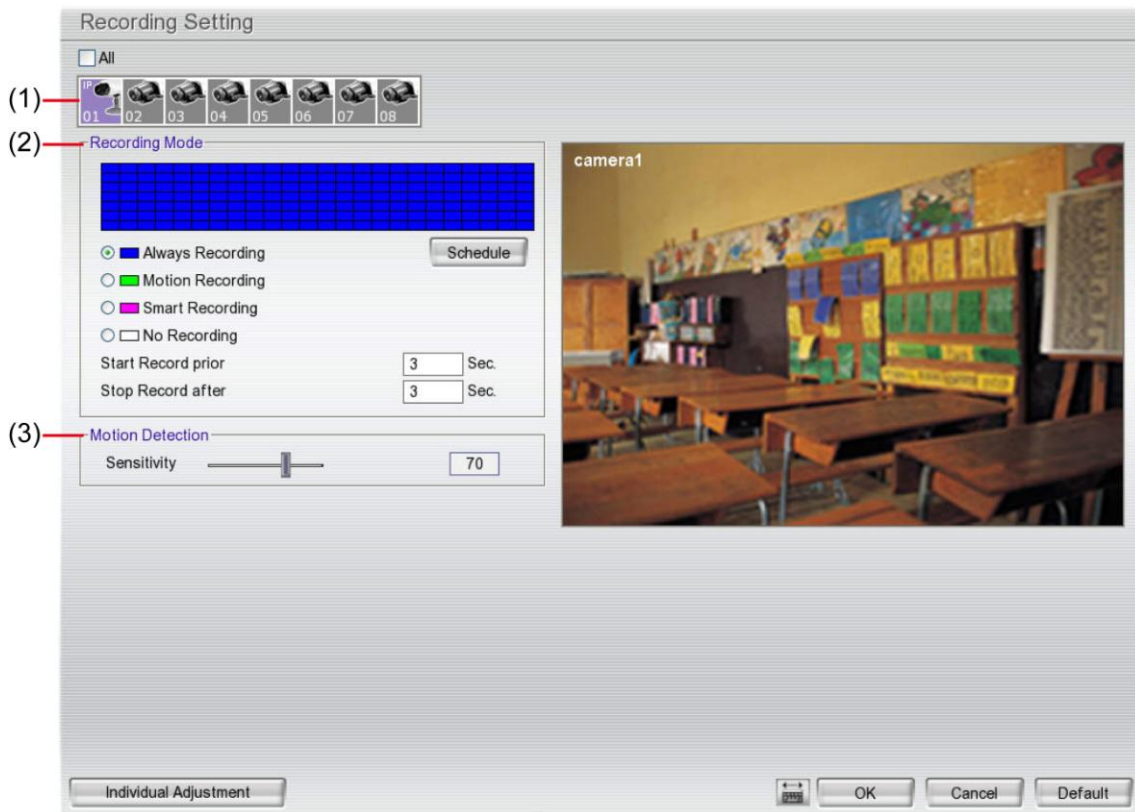 Recording Setting
All
(1)
IP
01 02 03 04 05 06 07 08
(2)
Recording Mode
camera1
Always Recording
Schedule
Motion Recording
Smart Recording
No Recording
Start Record prior 3 Sec.
Stop Record after 3 Sec.
(3)
Motion Detection
Sensitivity 70
Individual Adjustment
OK
Cancel
Default